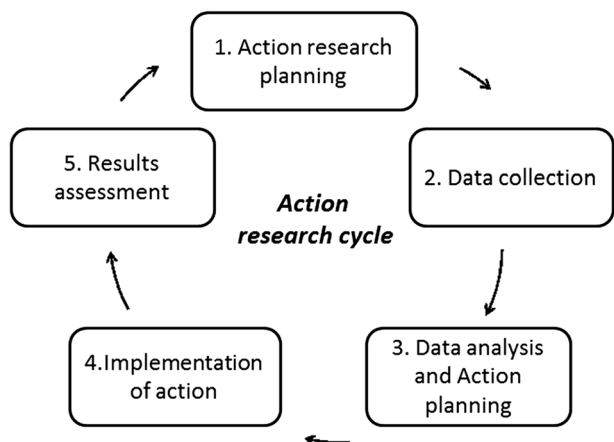 1. Action research
planning
2. Data collection
3. Data analysis
and Action
planning
4.Implementation
of action
5. Results
assessment
Action
research cycle